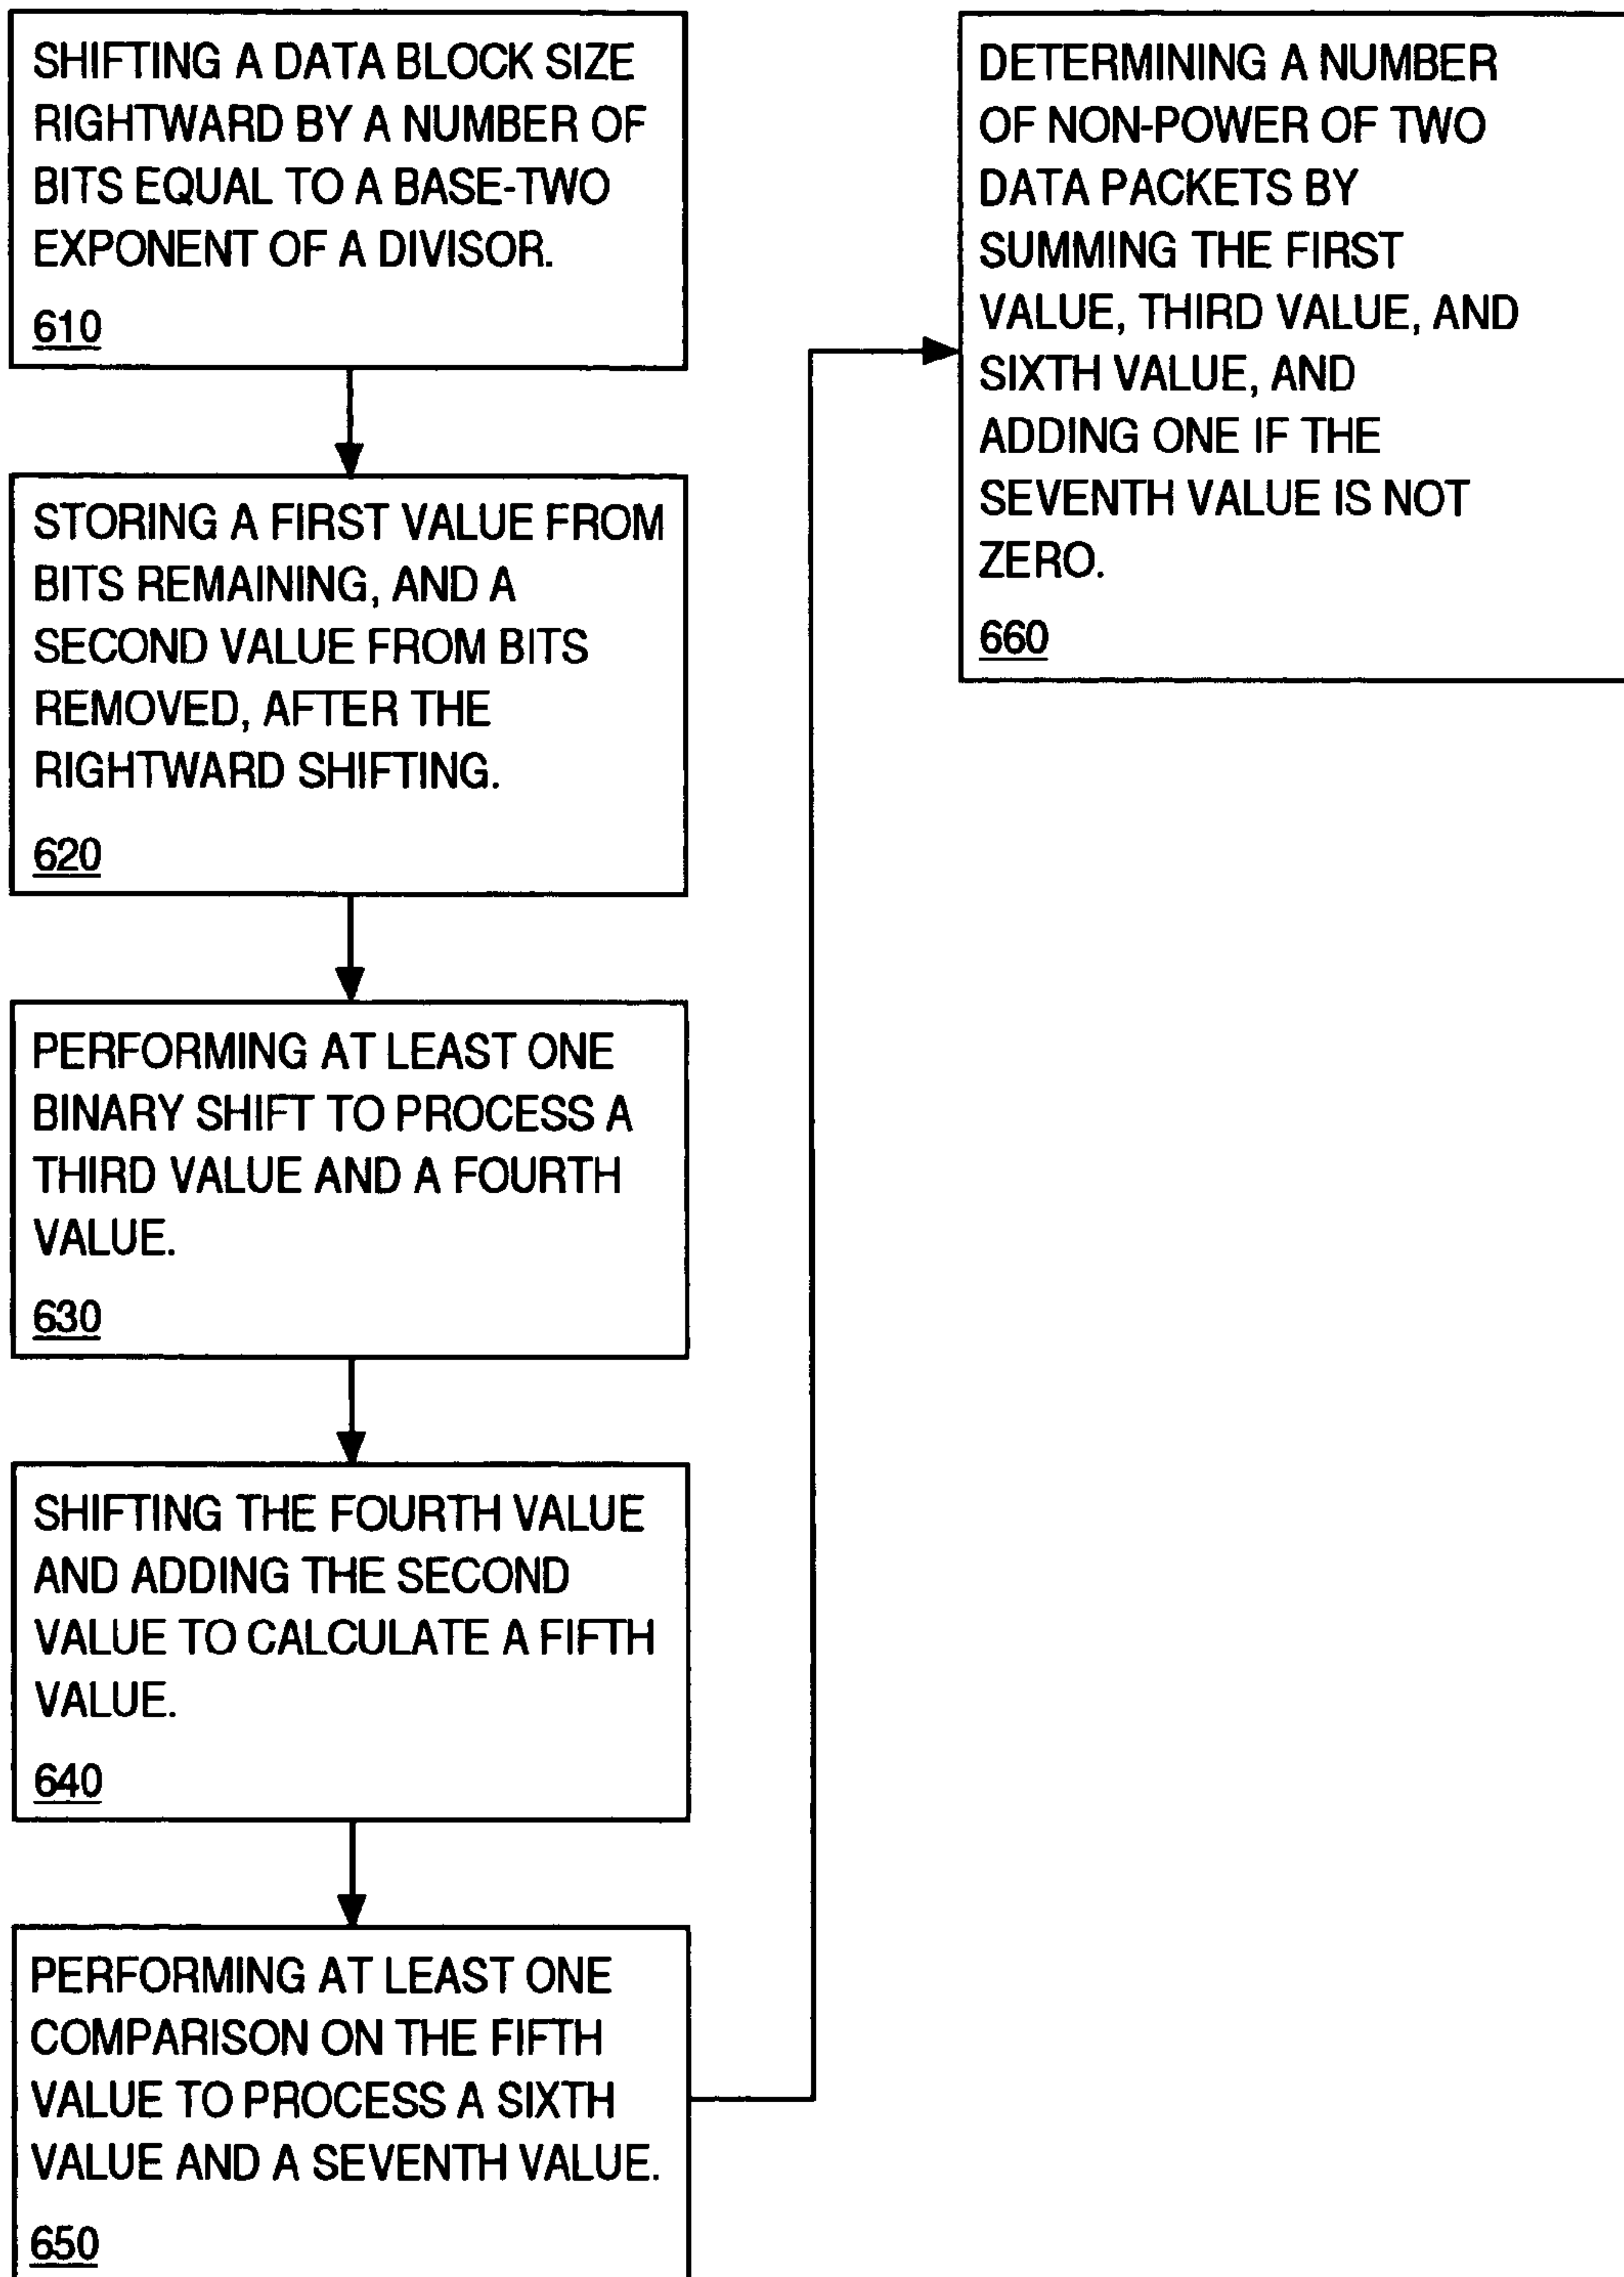 SHIFTING A DATA BLOCK SIZE
RIGHTWARD BY A NUMBER OF
BITS EQUAL TO A BASE-TWO
EXPONENT OF A DIVISOR.
610
STORING A FIRST VALUE FROM
BITS REMAINING, AND A
SECOND VALUE FROM BITS
REMOVED, AFTER THE
RIGHTWARD SHIFTING.
620
PERFORMING AT LEAST ONE
BINARY SHIFT TO PROCESS A
THIRD VALUE AND A FOURTH
VALUE.
630
SHIFTING THE FOURTH VALUE
AND ADDING THE SECOND
VALUE TO CALCULATE A FIFTH
VALUE.
640
PERFORMING AT LEAST ONE
COMPARISON ON THE FIFTH
VALUE TO PROCESS A SIXTH
VALUE AND A SEVENTH VALUE.
650
DETERMINING A NUMBER
OF NON-POWER OF TWO
DATA PACKETS BY
SUMMING THE FIRST
VALUE, THIRD VALUE, AND
SIXTH VALUE, AND
ADDING ONE IF THE
SEVENTH VALUE IS NOT
ZERO.
660